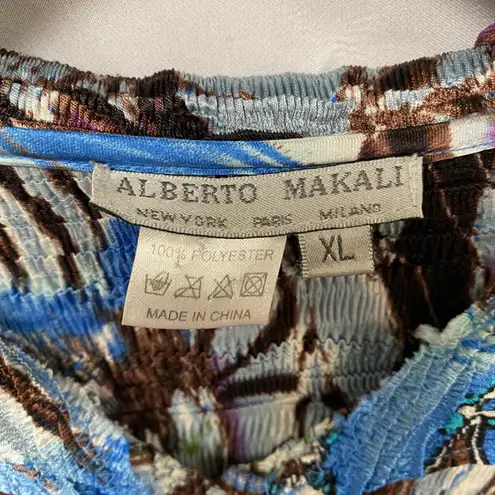 ALBERTO MAKALI
NEW YORK PARIS MILANO
100% POLYESTER
MADE IN CHINA
XL